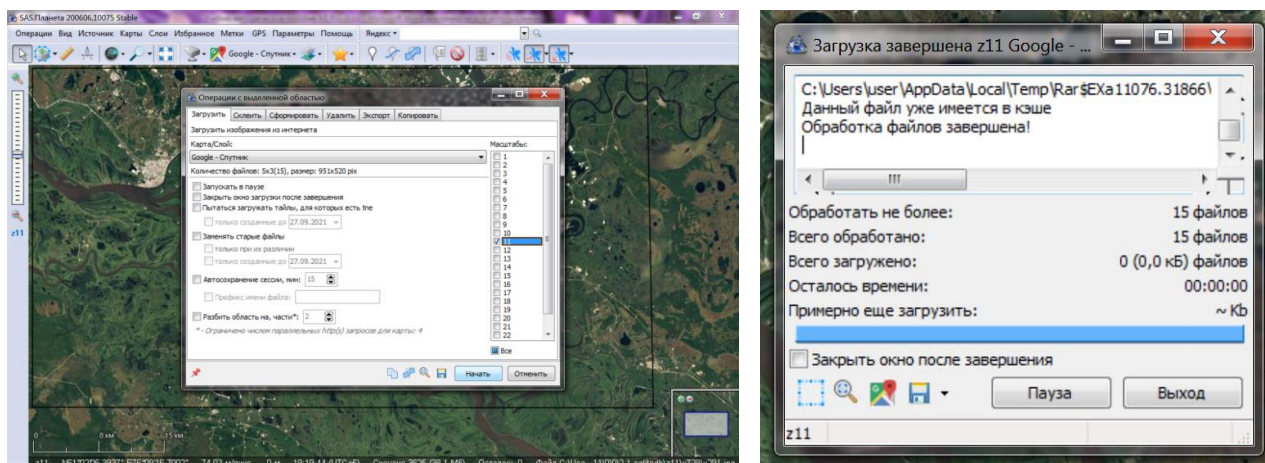 SAS.Планета 200606.10075 Stable
Операции Вид Источник Карты Слои Избранное Метки GPS Параметры Помощь Яндекс
Google - Спутник
Операции с выделенной областью
Загрузить Склеить Сформировать Удалить Экспорт Копировать
Загрузить изображения из интернета
Карта/Слой: Масштабы:
Google - Спутник
Количество файлов: 5x3(15), размер: 951x520 pix
Запускать в паузе
Закрыть окно загрузки после завершения
Пытаться загружать тайлы, для которых есть tne
только созданные до 27.09.2021
Заменять старые файлы
только при их различии
только созданные до 27.09.2021
Автосохранение сессии, мин: 15
Префикс имени файла:
Разбить область на, части*: 2
* - Ограничено числом параллельных http(s) запросов для карты: 4
1
2
3
4
5
6
7
8
9
10
11
12
13
14
15
16
17
18
19
20
21
22
Все
Начать Отменить
z11
0 8 км 15 км
Загрузка завершена z11 Google - ...
C:\Users\user\AppData\Local\Temp\Rar$EXa11076.31866\
Данный файл уже имеется в кэше
Обработка файлов завершена!
Обработать не более: 15 файлов
Всего обработано: 15 файлов
Всего загружено: 0 (0,0 кБ) файлов
Осталось времени: 00:00:00
Примерно еще загрузить: ~ Kb
Закрыть окно после завершения
Пауза Выход
z11